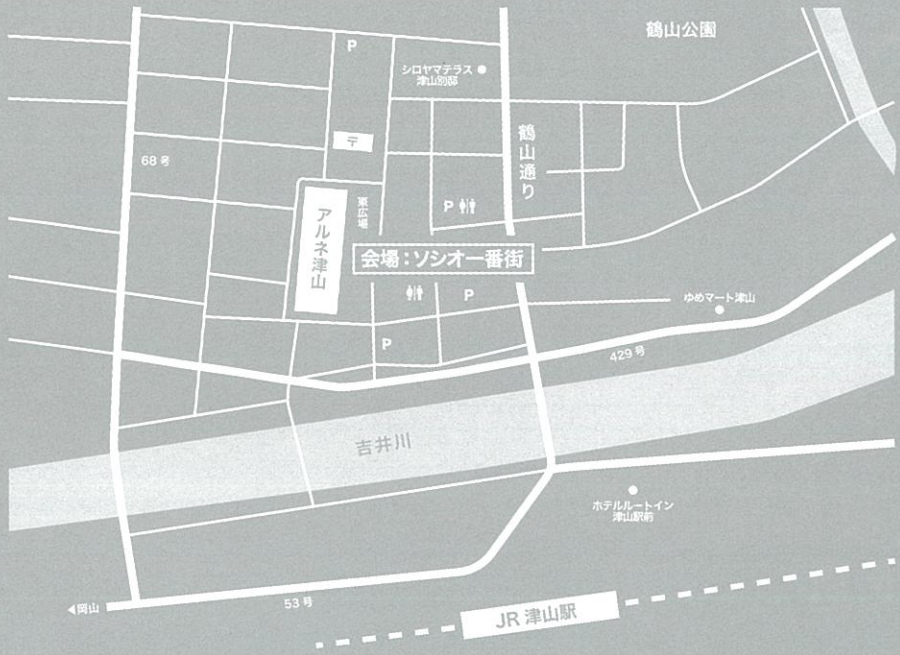 鶴山公園
P
シロヤマテラス
津山別邸
〒
68号
鶴山通り
東広場
P
アルネ津山
会場：ソシオ一番街
P
ゆめマート津山
P
429号
吉井川
ホテルルートイン
津山駅前
◀岡山
53号
JR 津山駅